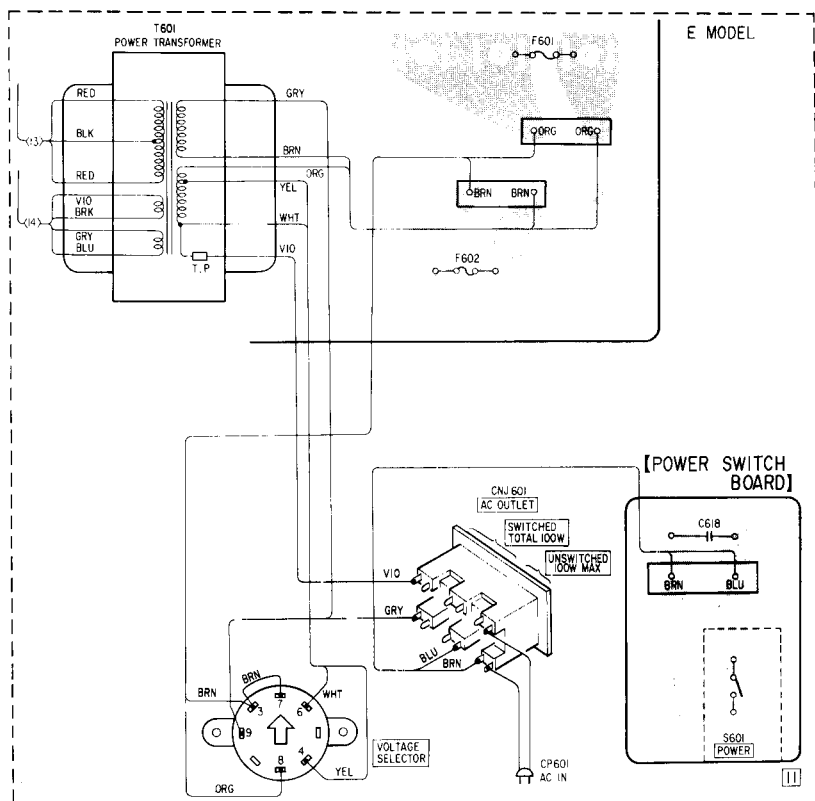 T601
POWER TRANSFORMER
F601
E MODEL
RED
GRY
ORG ORG
(13)
BLK
BRN
ORG
RED
YEL
BRN BRN
VIO
BRK
WHT
(14)
GRY
BLU
VIO
T.P
F602
[POWER SWITCH
BOARD]
CNJ601
AC OUTLET
C618
SWITCHED
TOTAL 100W
UNSWITCHED
100W MAX
VIO
BRN BLU
GRY
BLU
BRN
BRN
BRN
WHT
7
3
6
9
4
8
VOLTAGE
SELECTOR
S601
POWER
CP601
AC IN
YEL
ORG
11